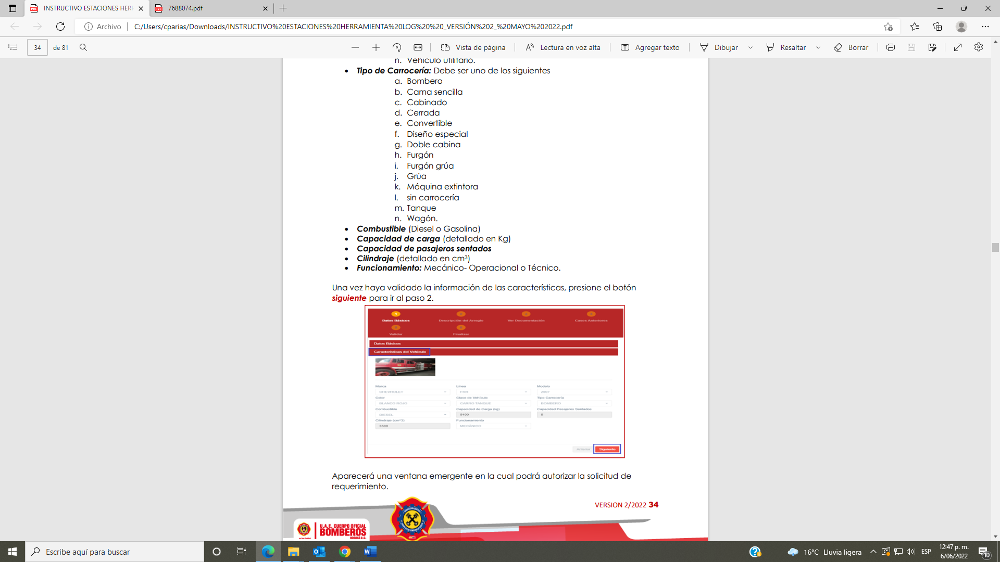 INSTRUCTIVO ESTACIONES HERR
7688074.pdf
Archivo
C:/Users/cparias/Downloads/INSTRUCTIVO%20ESTACIONES%20HERRAMIENTA%20LOG%20%20_VERSIÓN%202_%20MAYO%202022.pdf
34 de 81
Vista de página
Lectura en voz alta
Agregar texto
Dibujar
Resaltar
Borrar
n. Vehículo utilitario.
• Tipo de Carrocería: Debe ser uno de los siguientes
a. Bombero
b. Cama sencilla
c. Cabinado
d. Cerrada
e. Convertible
f. Diseño especial
g. Doble cabina
h. Furgón
i. Furgón grúa
j. Grúa
k. Máquina extintora
l. sin carrocería
m. Tanque
n. Wagón.
• Combustible (Diesel o Gasolina)
• Capacidad de carga (detallado en Kg)
• Capacidad de pasajeros sentados
• Cilindraje (detallado en cm³)
• Funcionamiento: Mecánico- Operacional o Técnico.
Una vez haya validado la información de las características, presione el botón
siguiente para ir al paso 2.
1
Datos Básicos
Descripción del Arreglo
Ver Documentación
Casos Anteriores
Validar
Finalizar
Datos Básicos
Características del Vehículo
Marca Línea Modelo
CHEVROLET FRR 2007
Color Clase de Vehículo Tipo Carrocería
BLANCO ROJO CARRO TANQUE BOMBERO
Combustible Capacidad de Carga (kg) Capacidad Pasajeros Sentados
DIESEL 5400 5
Cilindraje (cm^3) Funcionamiento
3500 MECÁNICO
Anterior Siguiente
Aparecerá una ventana emergente en la cual podrá autorizar la solicitud de
requerimiento.
VERSION 2/2022 34
U.A.E. CUERPO OFICIAL
BOMBEROS
BOGOTÁ D.C.
Escribe aquí para buscar
16°C Lluvia ligera
ESP
12:47 p. m.
6/06/2022
10